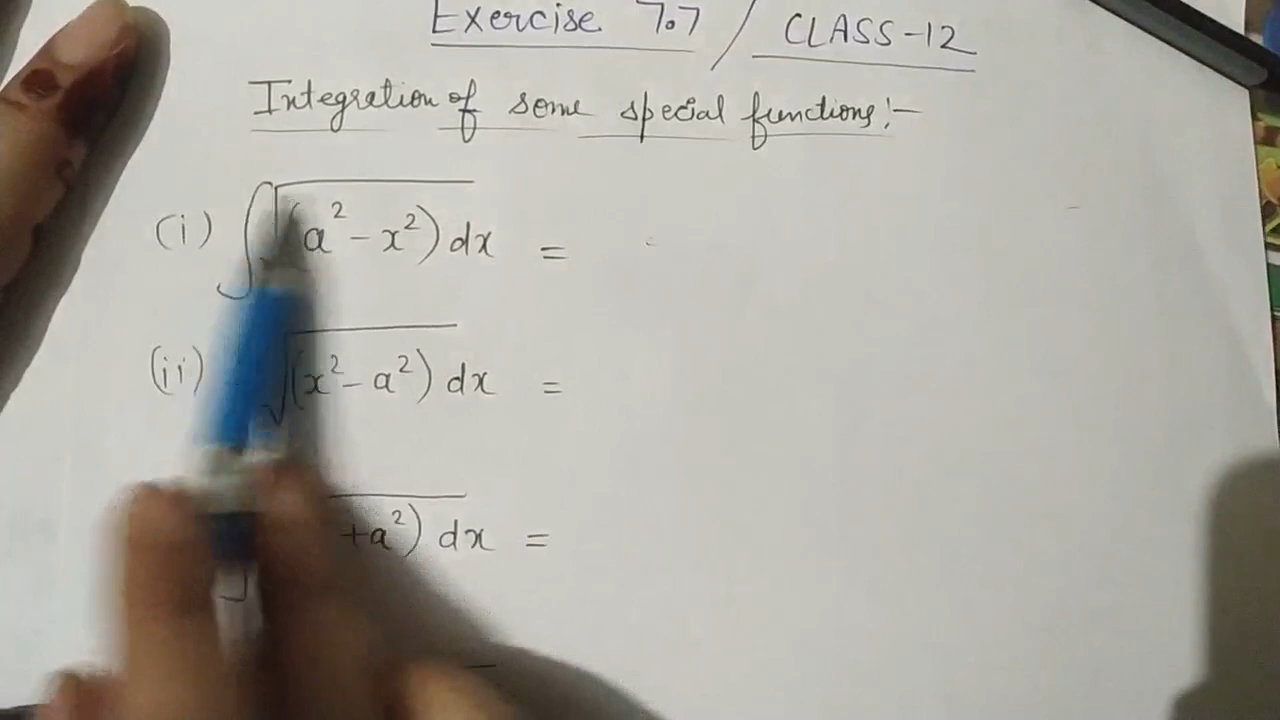 Exercise 7.7 / CLASS-12
Integration of some special functions:-
(i) ∫√(a² - x²) dx =
(ii) √(x² - a²) dx =
+a²) dx =